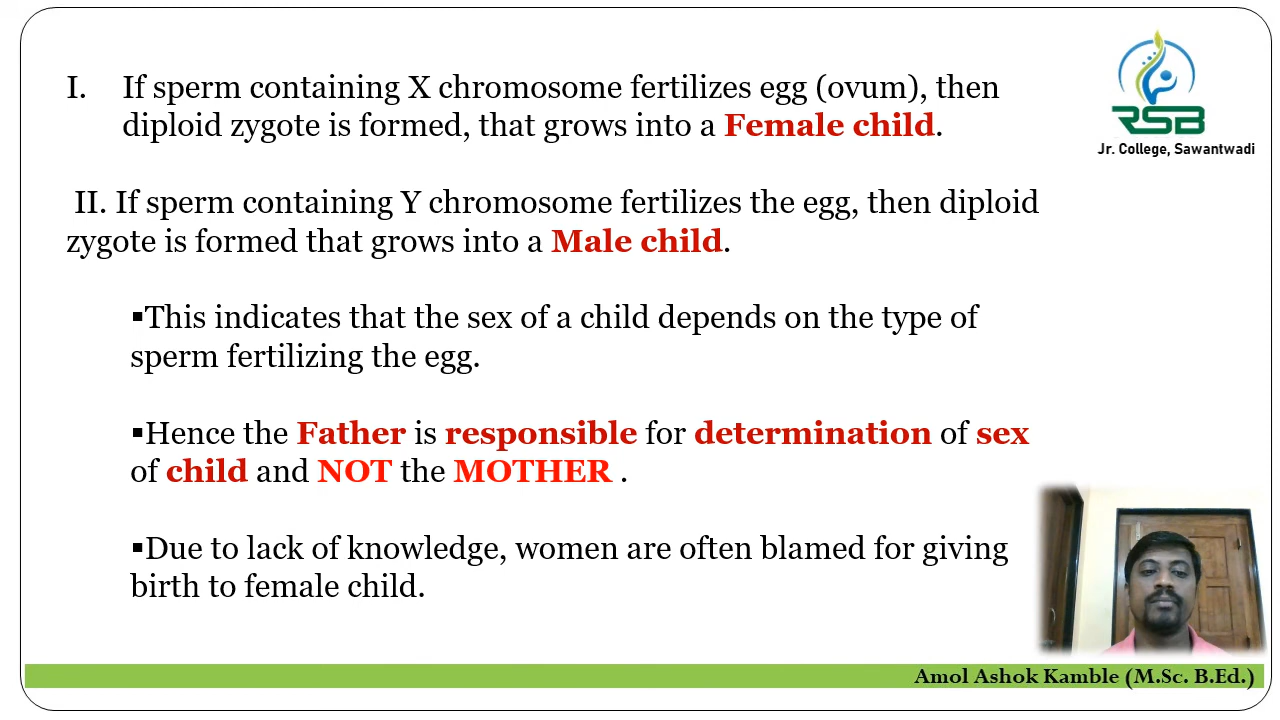 I. If sperm containing X chromosome fertilizes egg (ovum), then
diploid zygote is formed, that grows into a Female child.
RSB
Jr. College, Sawantwadi
II. If sperm containing Y chromosome fertilizes the egg, then diploid
zygote is formed that grows into a Male child.
▪This indicates that the sex of a child depends on the type of
sperm fertilizing the egg.
▪Hence the Father is responsible for determination of sex
of child and NOT the MOTHER .
▪Due to lack of knowledge, women are often blamed for giving
birth to female child.
Amol Ashok Kamble (M.Sc. B.Ed.)